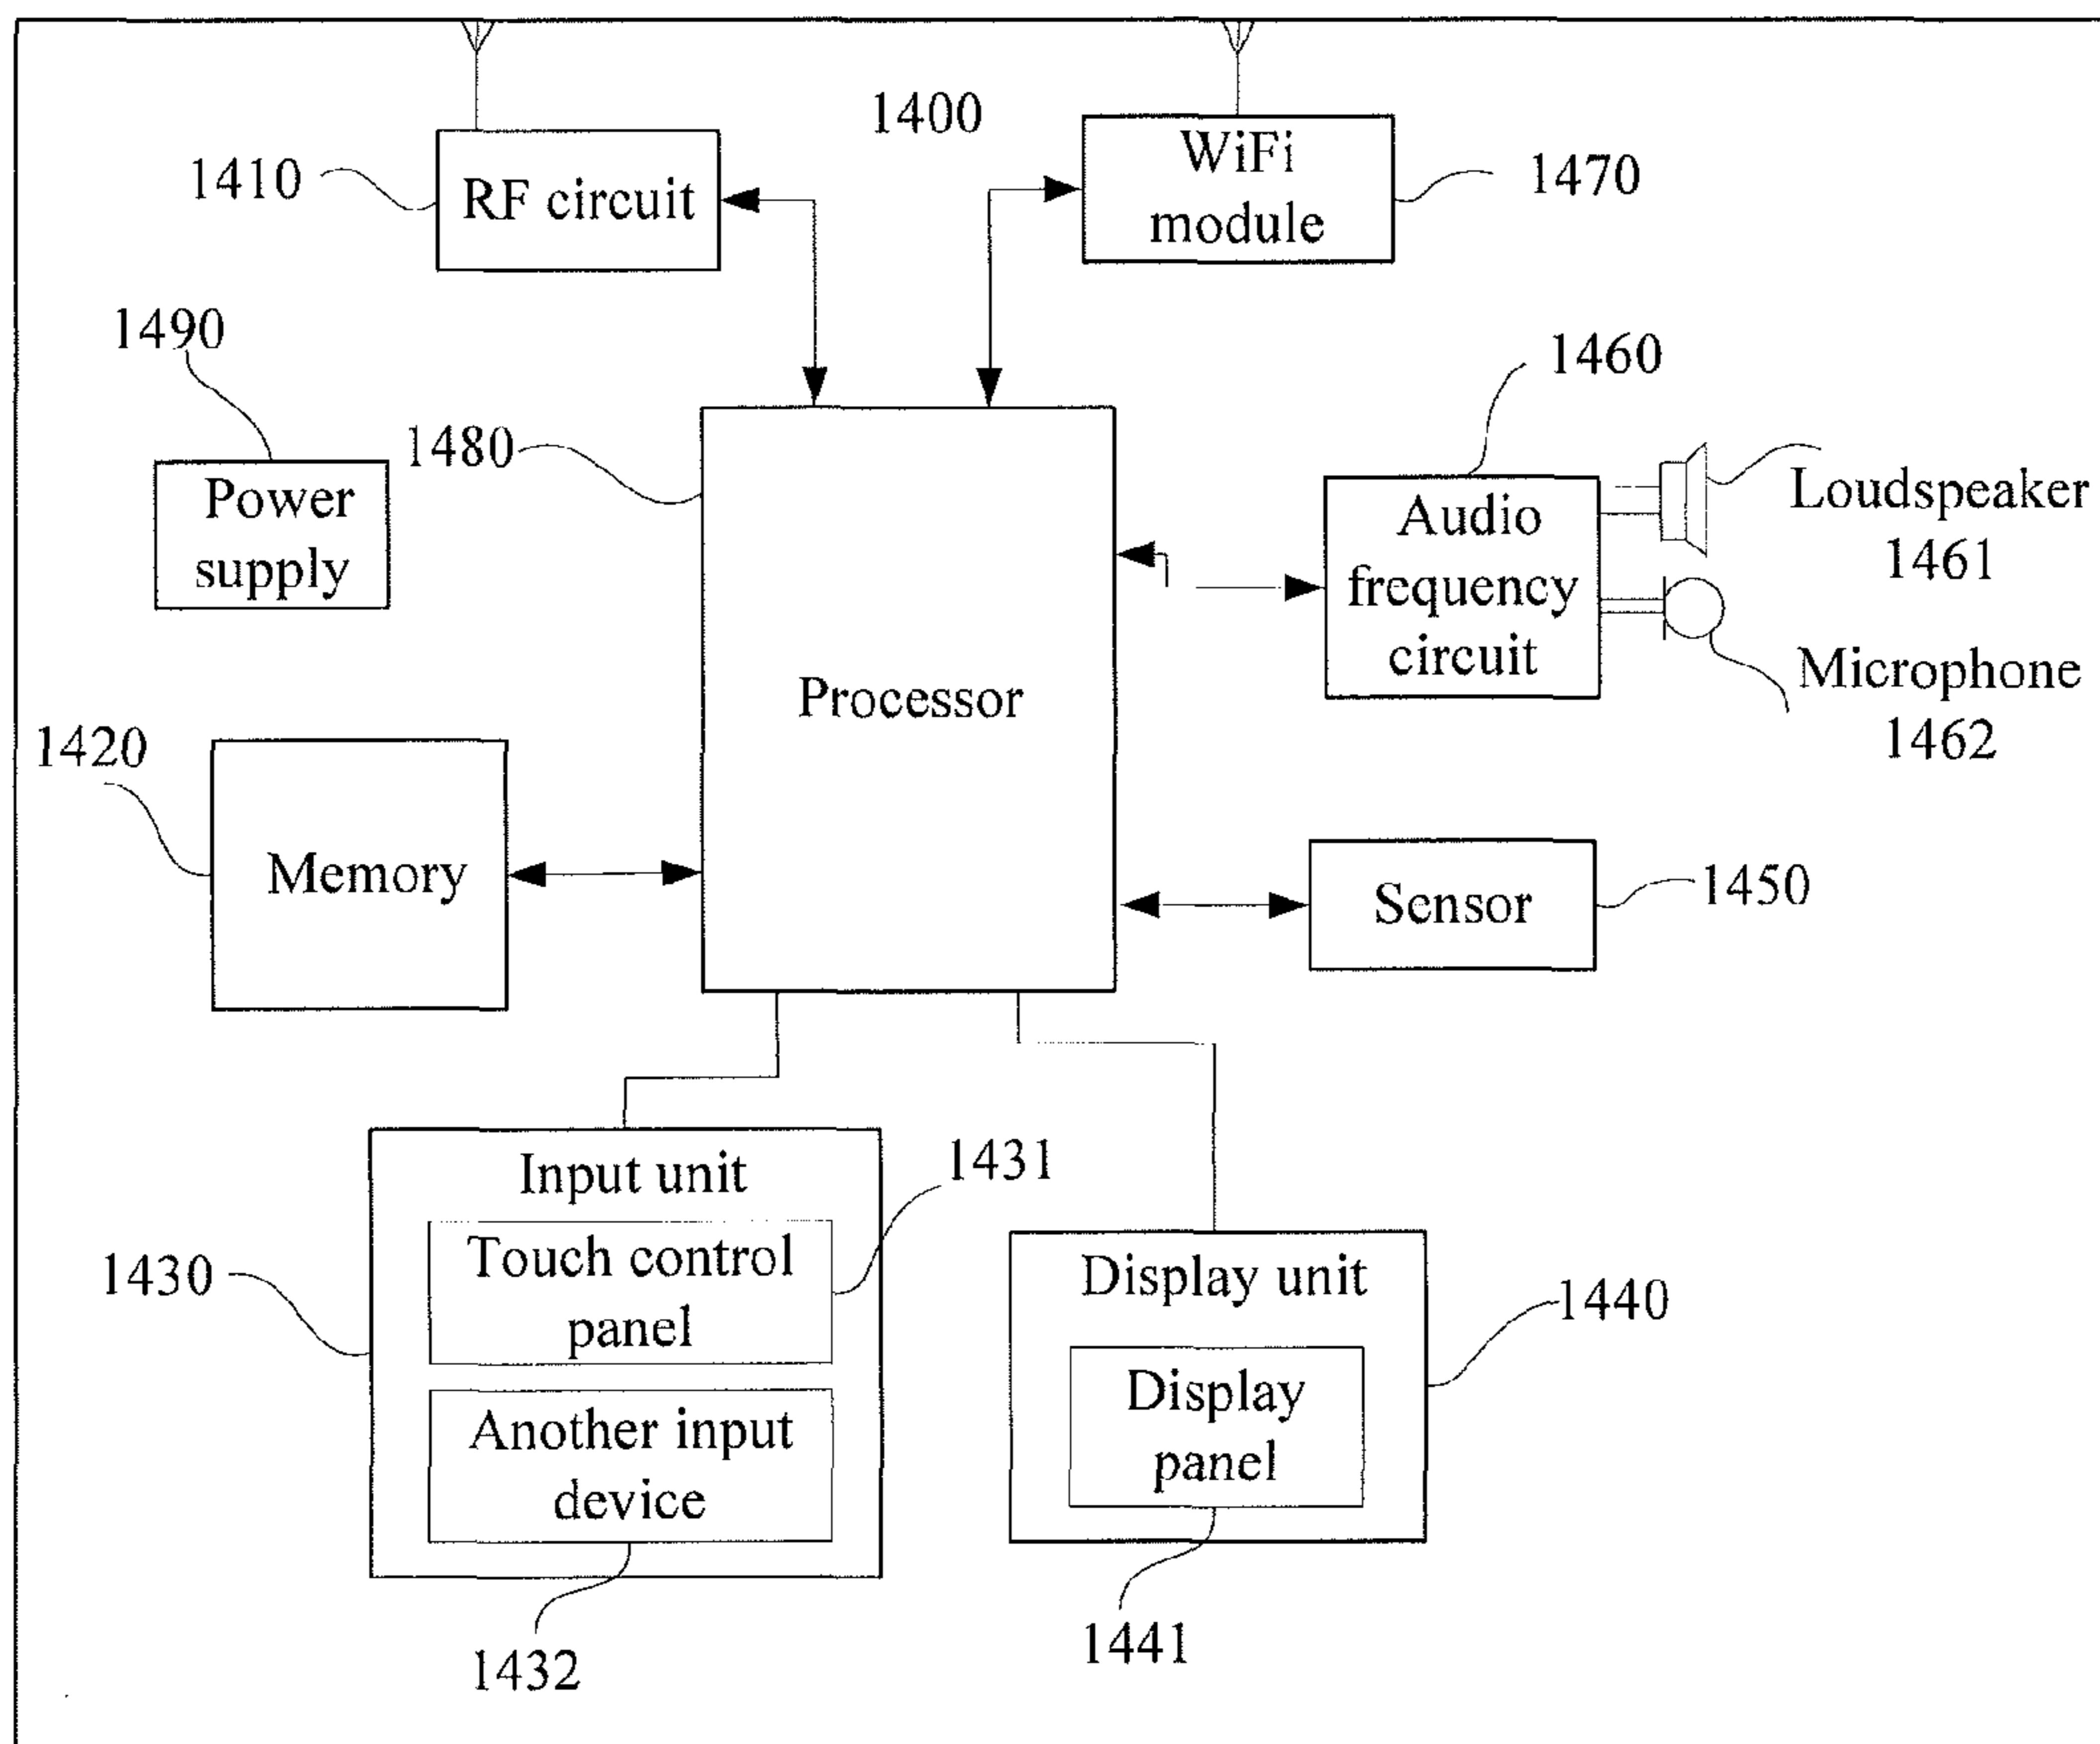 1400
1410
RF circuit
WiFi
module
1470
1490
Power
supply
1480
Processor
1460
Audio
frequency
circuit
Loudspeaker
1461
Microphone
1462
1420
Memory
Sensor
1450
Input unit
1431
Touch control
panel
1430
Another input
device
1432
Display unit
1440
Display
panel
1441